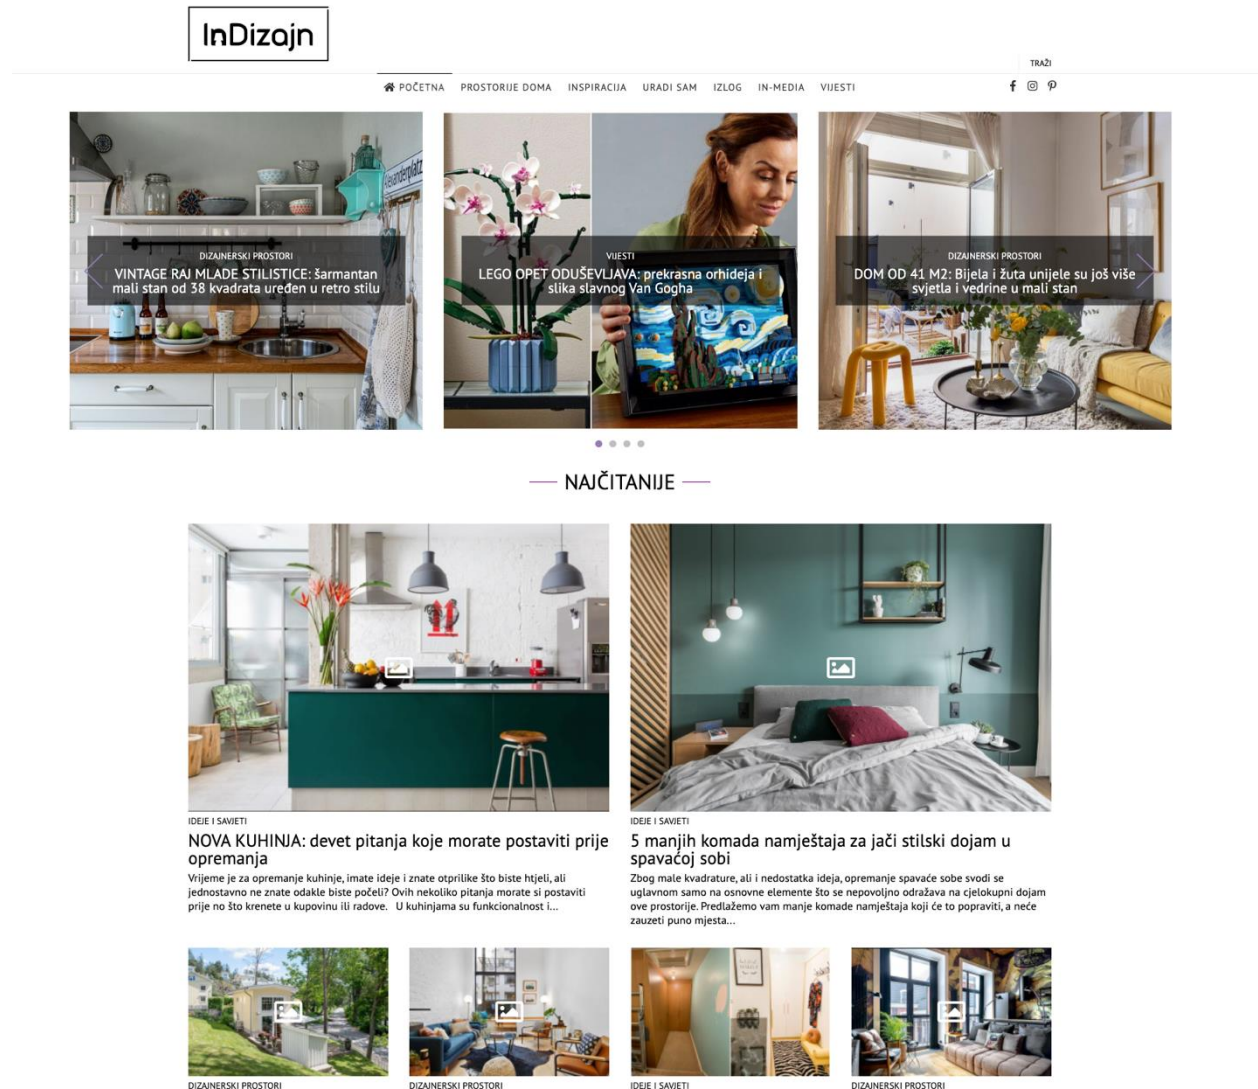 InDizajn
TRAŽI
POČETNA PROSTORIJE DOMA INSPIRACIJA URADI SAM IZLOG IN-MEDIA VIJESTI
Alexanderplatz
DIZAJNERSKI PROSTORI
VINTAGE RAJ MLADE STILISTICE: šarmantan
mali stan od 38 kvadrata uređen u retro stilu
VIJESTI
LEGO OPET ODUŠEVLJAVA: prekrasna orhideja i
slika slavnog Van Gogha
DIZAJNERSKI PROSTORI
DOM OD 41 M2: Bijela i žuta unijele su još više
svjetla i vedrine u mali stan
NAJČITANIJE
IDEJE I SAVJETI
NOVA KUHINJA: devet pitanja koje morate postaviti prije
opremanja
Vrijeme je za opremanje kuhinje, imate ideje i znate otprilike što biste htjeli, ali
jednostavno ne znate odakle biste počeli? Ovih nekoliko pitanja morate si postaviti
prije no što krenete u kupovinu ili radove. U kuhinjama su funkcionalnost i...
IDEJE I SAVJETI
5 manjih komada namještaja za jači stilski dojam u
spavaćoj sobi
Zbog male kvadrature, ali i nedostatka ideja, opremanje spavaće sobe svodi se
uglavnom samo na osnovne elemente što se nepovoljno odražava na cjelokupni dojam
ove prostorije. Predlažemo vam manje komade namještaja koji će to popraviti, a neće
zauzeti puno mjesta...
DIZAJNERSKI PROSTORI
DIZAJNERSKI PROSTORI
IDEJE I SAVJETI
DIZAJNERSKI PROSTORI